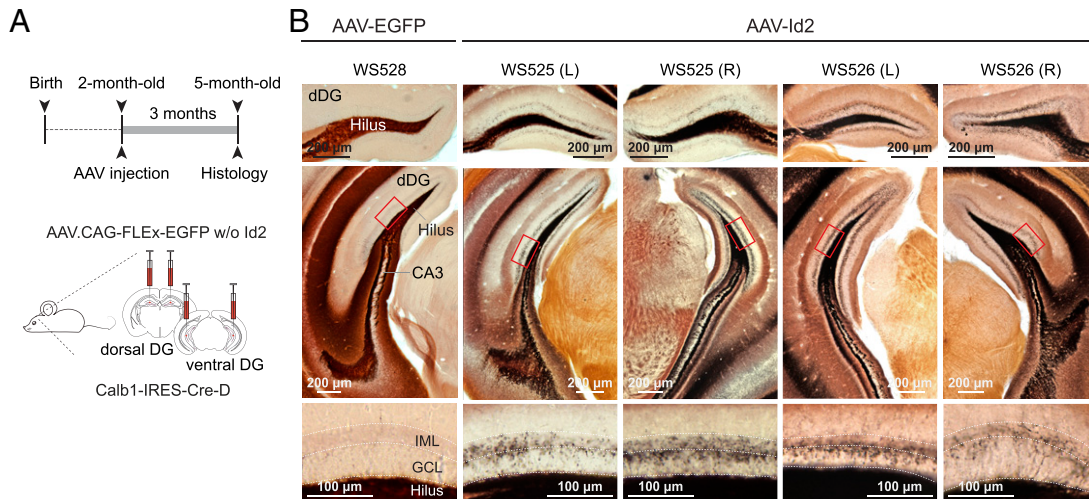 A
Birth
2-month-old
5-month-old
3 months
AAV injection
Histology
AAV.CAG-FLEx-EGFP w/o Id2
dorsal DG
ventral DG
Calb1-IRES-Cre-D
B
AAV-EGFP
AAV-Id2
WS528
WS525 (L)
WS525 (R)
WS526 (L)
WS526 (R)
dDG
Hilus
200 µm
200 µm
200 µm
200 µm
200 µm
dDG
Hilus
CA3
200 µm
200 µm
200 µm
200 µm
200 µm
IML
GCL
Hilus
100 µm
100 µm
100 µm
100 µm
100 µm